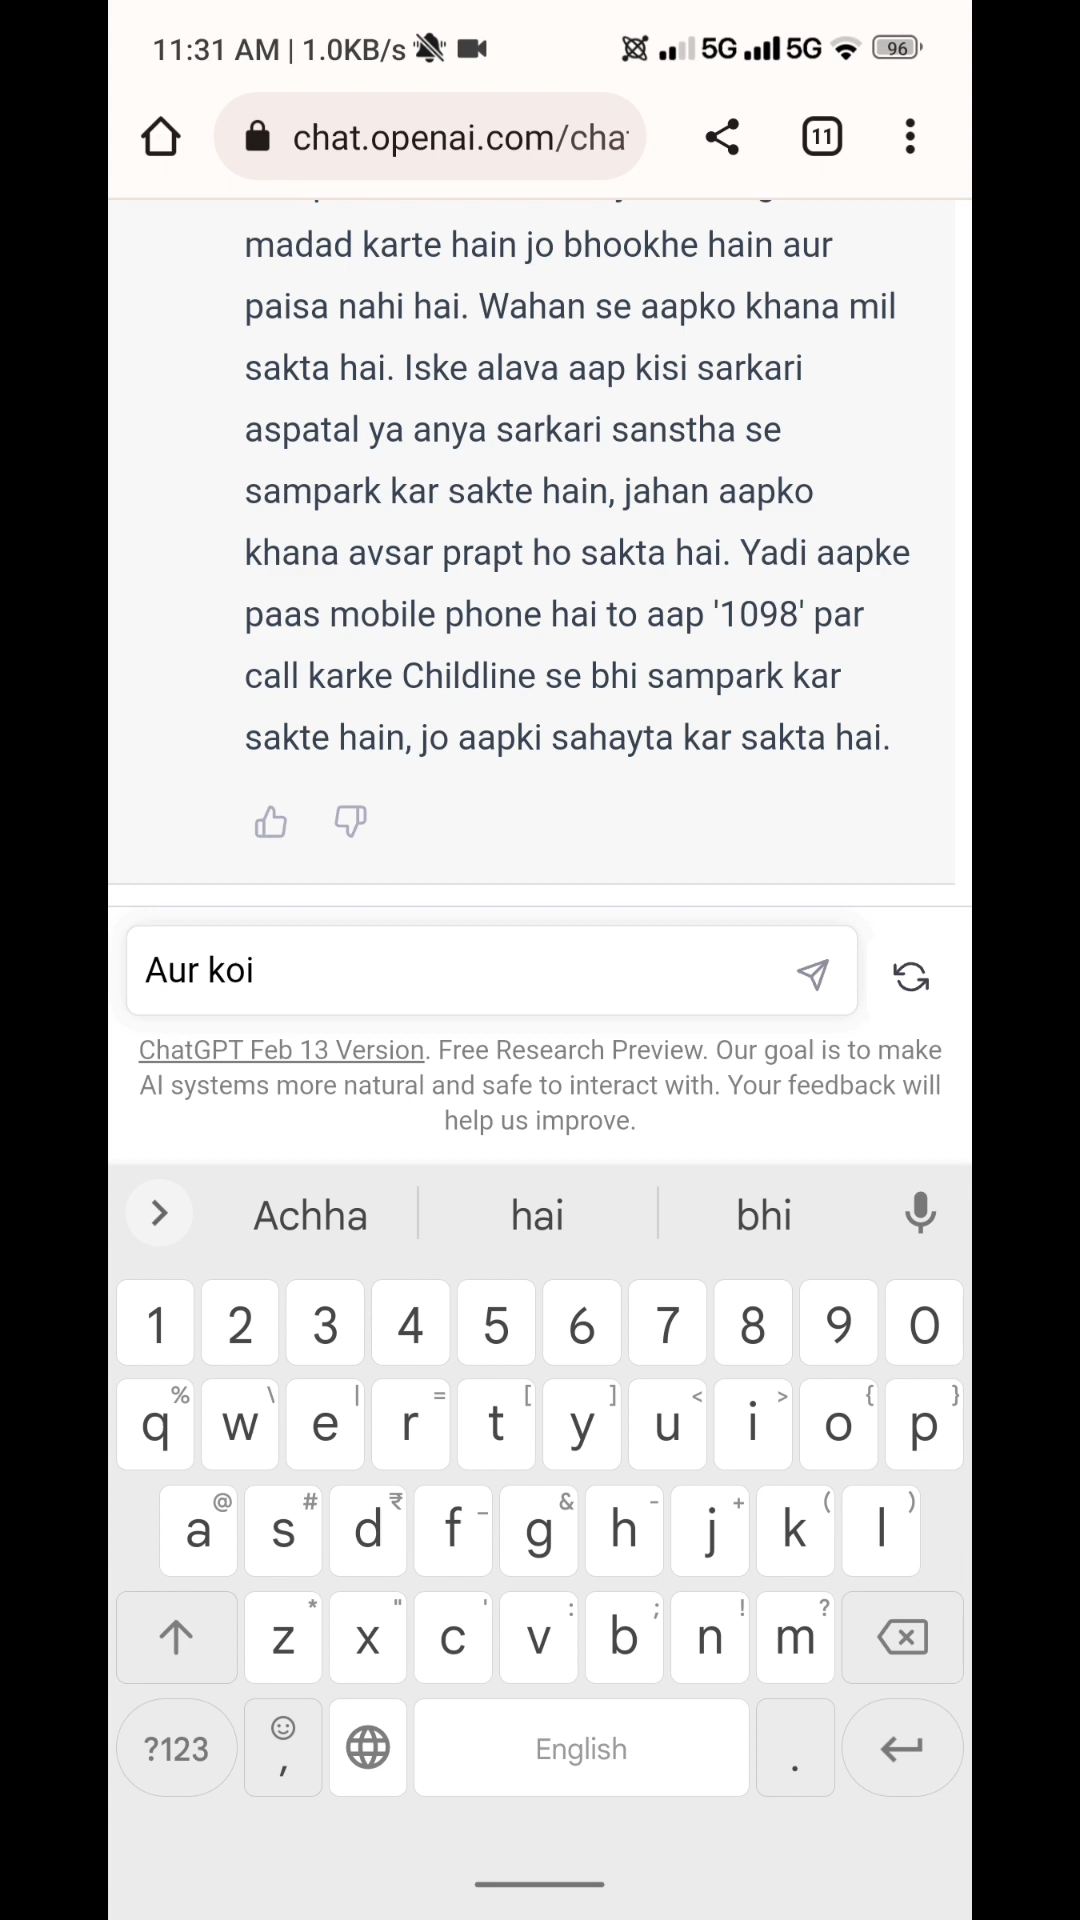 11:31 AM | 1.0KB/s 5G 5G 96
chat.openai.com/cha
11
madad karte hain jo bhookhe hain aur
paisa nahi hai. Wahan se aapko khana mil
sakta hai. Iske alava aap kisi sarkari
aspatal ya anya sarkari sanstha se
sampark kar sakte hain, jahan aapko
khana avsar prapt ho sakta hai. Yadi aapke
paas mobile phone hai to aap '1098' par
call karke Childline se bhi sampark kar
sakte hain, jo aapki sahayta kar sakta hai.
Aur koi
ChatGPT Feb 13 Version. Free Research Preview. Our goal is to make
AI systems more natural and safe to interact with. Your feedback will
help us improve.
Achha hai bhi
1 2 3 4 5 6 7 8 9 0
% \ | = [ ] < > { }
q w e r t y u i o p
@ # ₹ _ & - + ( )
a s d f g h j k l
* " ' : ; ! ?
z x c v b n m
?123 , English .